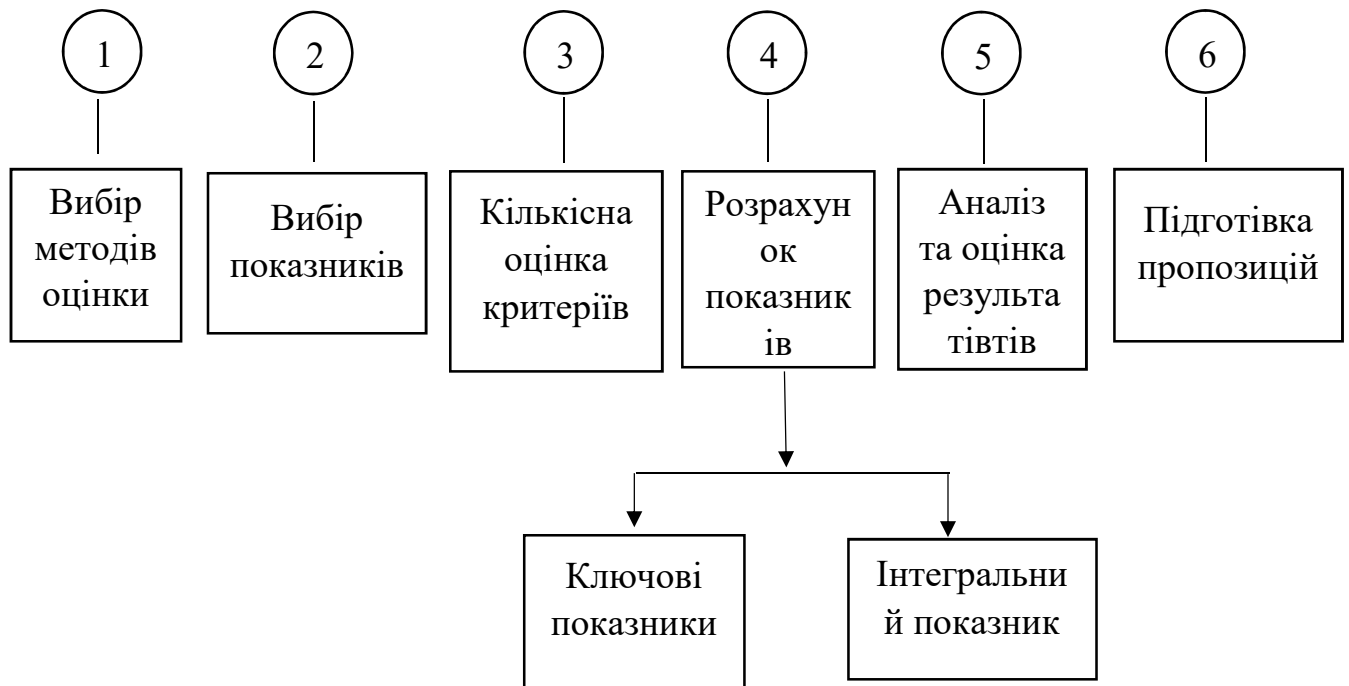 1
2
3
4
5
6
Вибір
методів
оцінки
Вибір
показників
Кількісна
оцінка
критеріїв
Розрахун
ок
показник
ів
Аналіз
та оцінка
результа
тівтів
Підготівка
пропозицій
Ключові
показники
Інтегральни
й показник